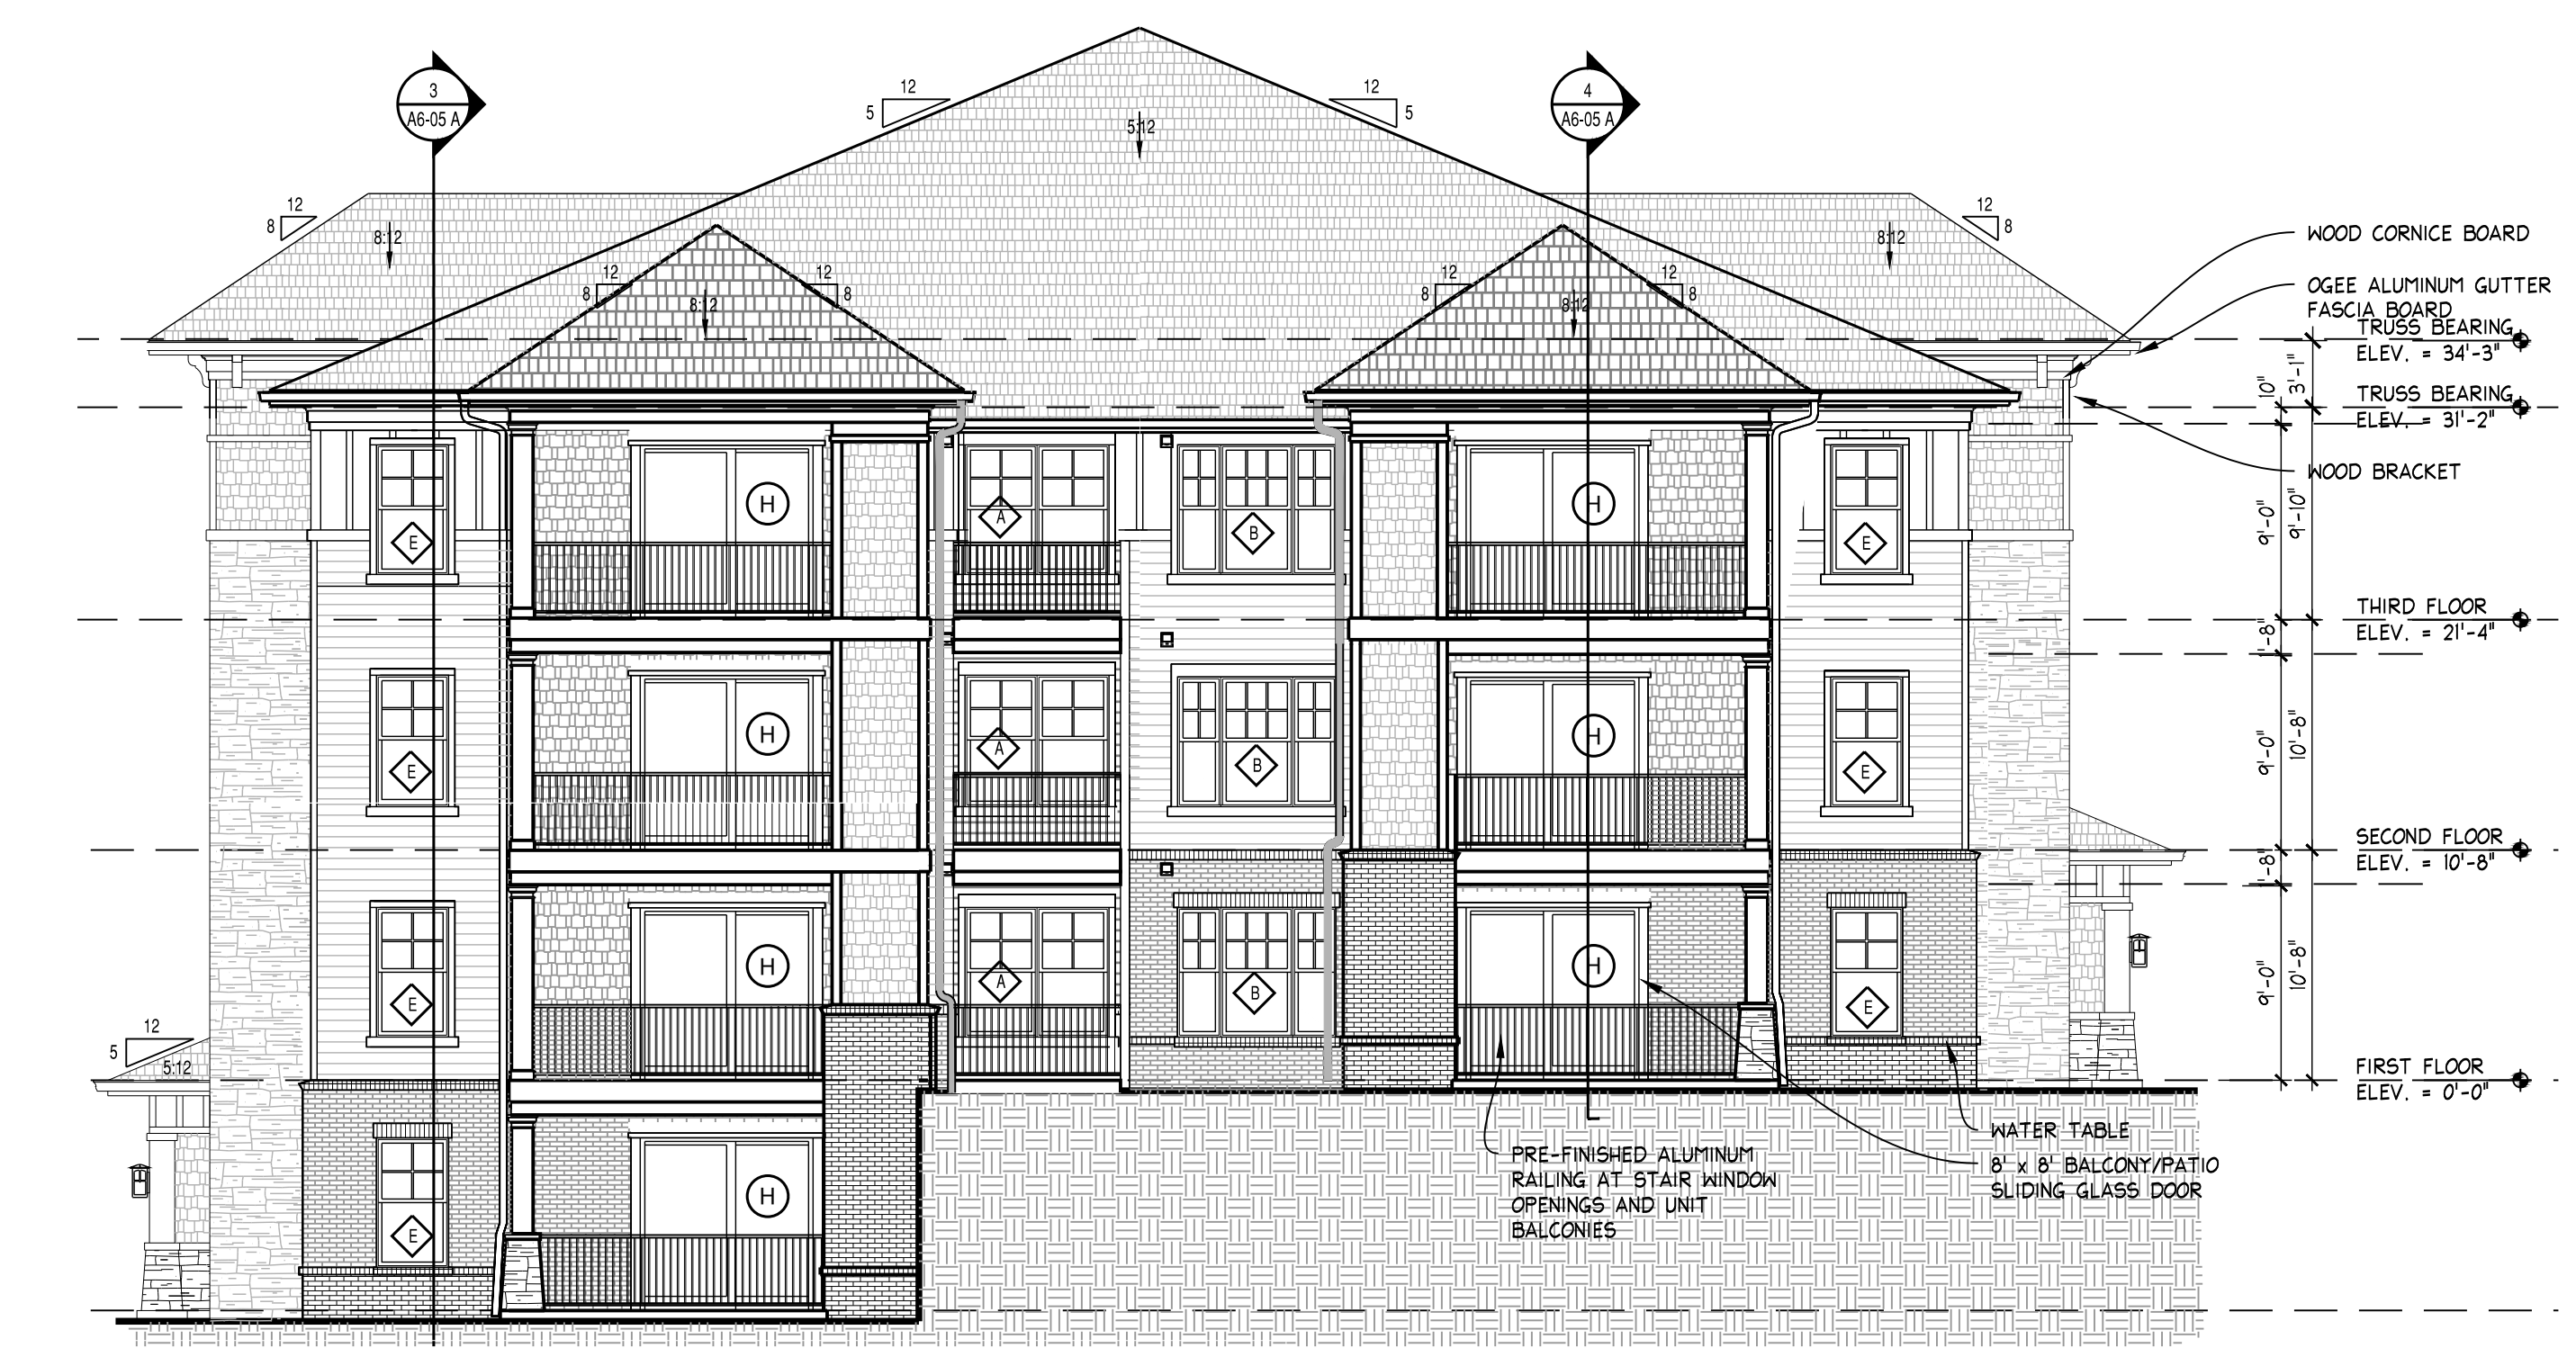 3
A6-05 A
4
A6-05 A
12
5
12
5
5:12
12
8
8:12
12
8
8:12
12
8
12
8
8:12
12
8
12
8
8:12
WOOD CORNICE BOARD
OGEE ALUMINUM GUTTER
FASCIA BOARD
TRUSS BEARING
ELEV. = 34'-3"
3'-1"
10"
TRUSS BEARING
ELEV. = 31'-2"
WOOD BRACKET
H
H
A
B
E
E
9'-0"
9'-10"
THIRD FLOOR
ELEV. = 21'-4"
1'-8"
H
H
A
B
E
E
9'-0"
10'-8"
SECOND FLOOR
ELEV. = 10'-8"
1'-8"
H
H
A
B
E
E
9'-0"
10'-8"
12
5
5:12
FIRST FLOOR
ELEV. = 0'-0"
WATER TABLE
8' x 8' BALCONY/PATIO
SLIDING GLASS DOOR
PRE-FINISHED ALUMINUM
RAILING AT STAIR WINDOW
OPENINGS AND UNIT
BALCONIES
H
E